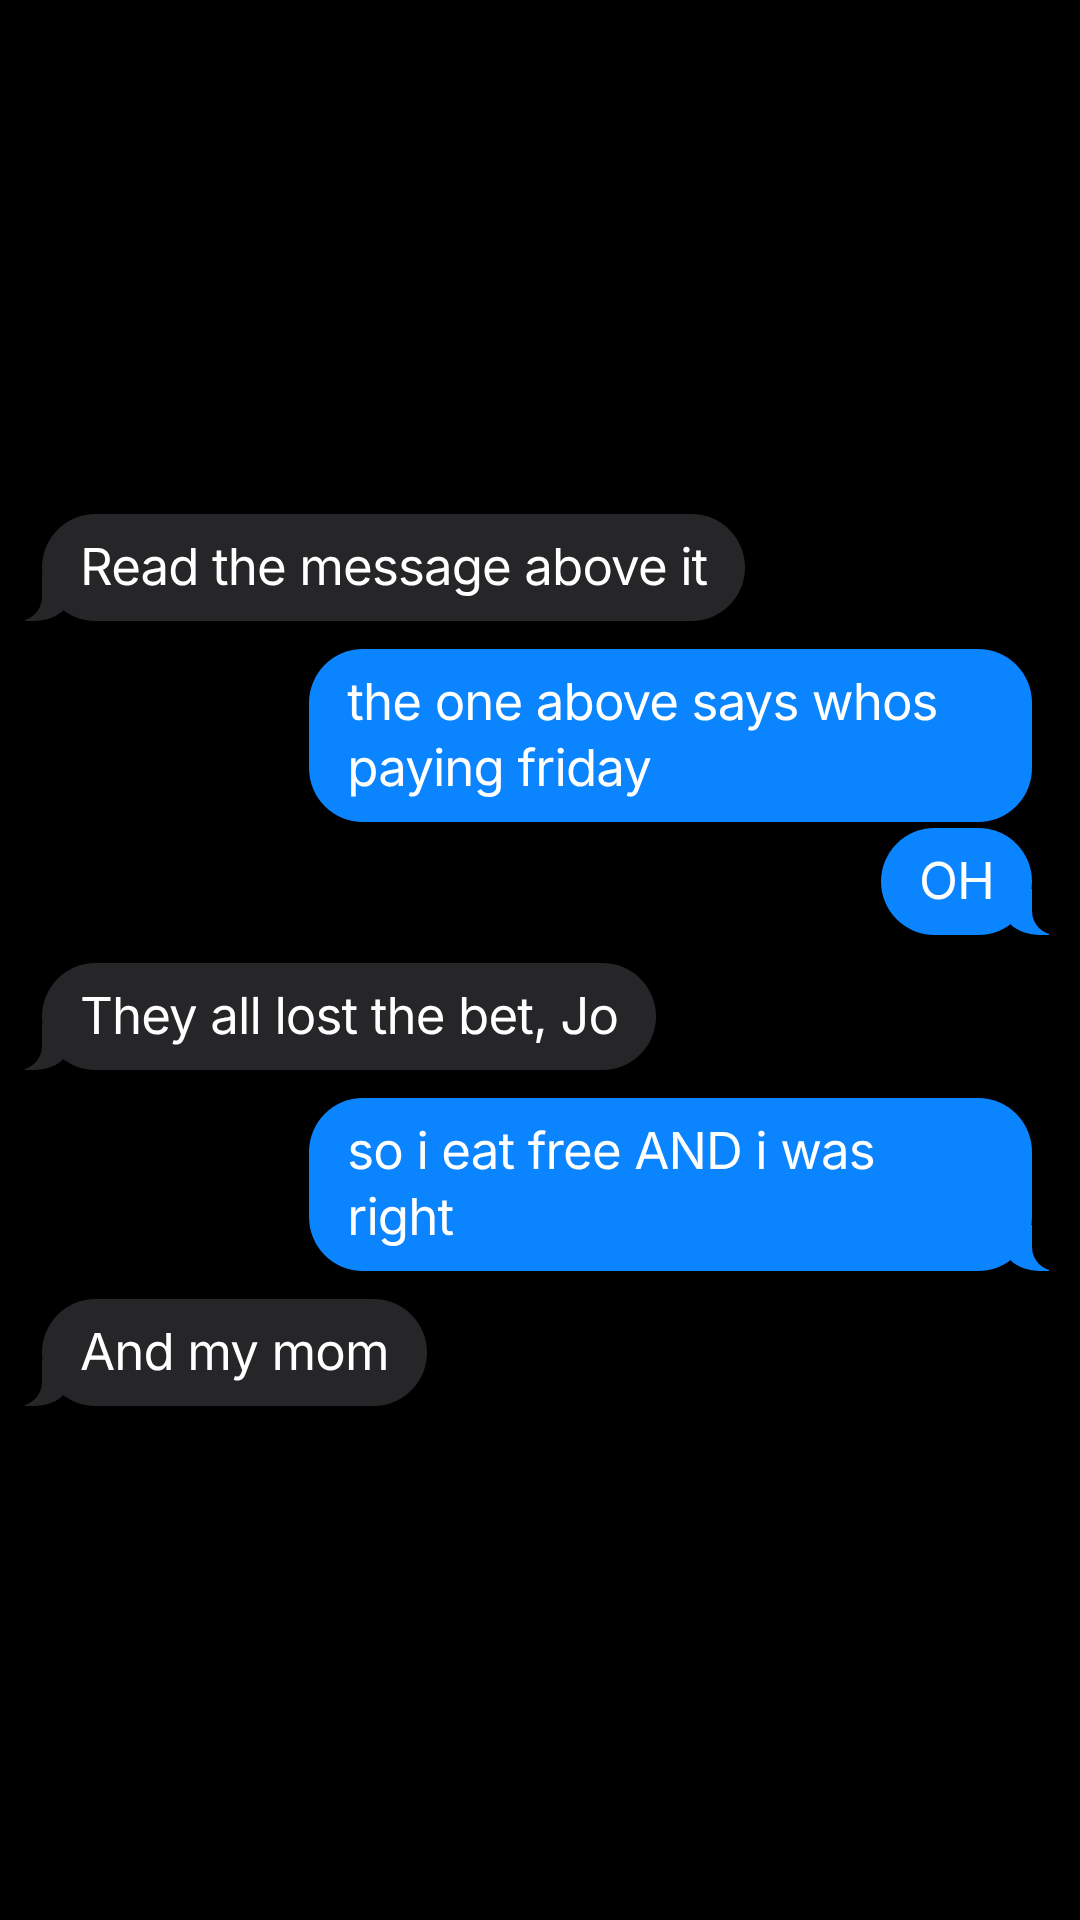 Read the message above it
the one above says whos
paying friday
OH
They all lost the bet, Jo
so i eat free AND i was
right
And my mom